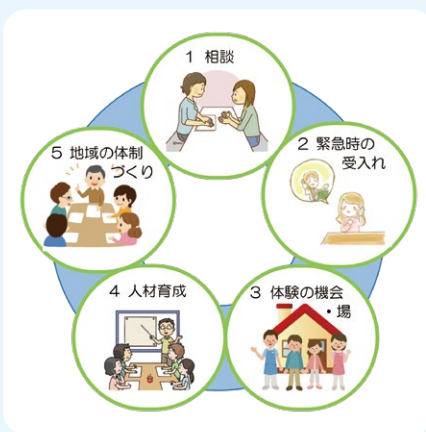 1 相談
2 緊急時の
受入れ
3 体験の機会
・場
4 人材育成
5 地域の体制
づくり